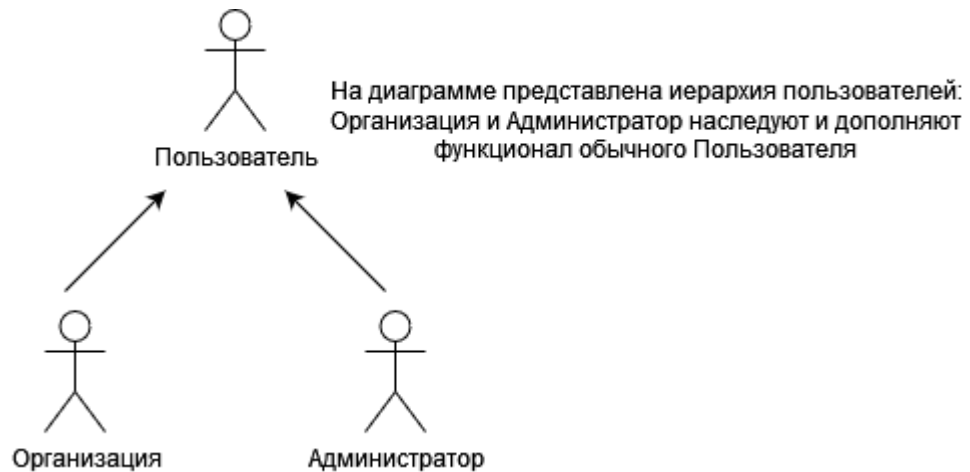 На диаграмме представлена иерархия пользователей:
Организация и Администратор наследуют и дополняют
функционал обычного Пользователя
Пользователь
Организация
Администратор